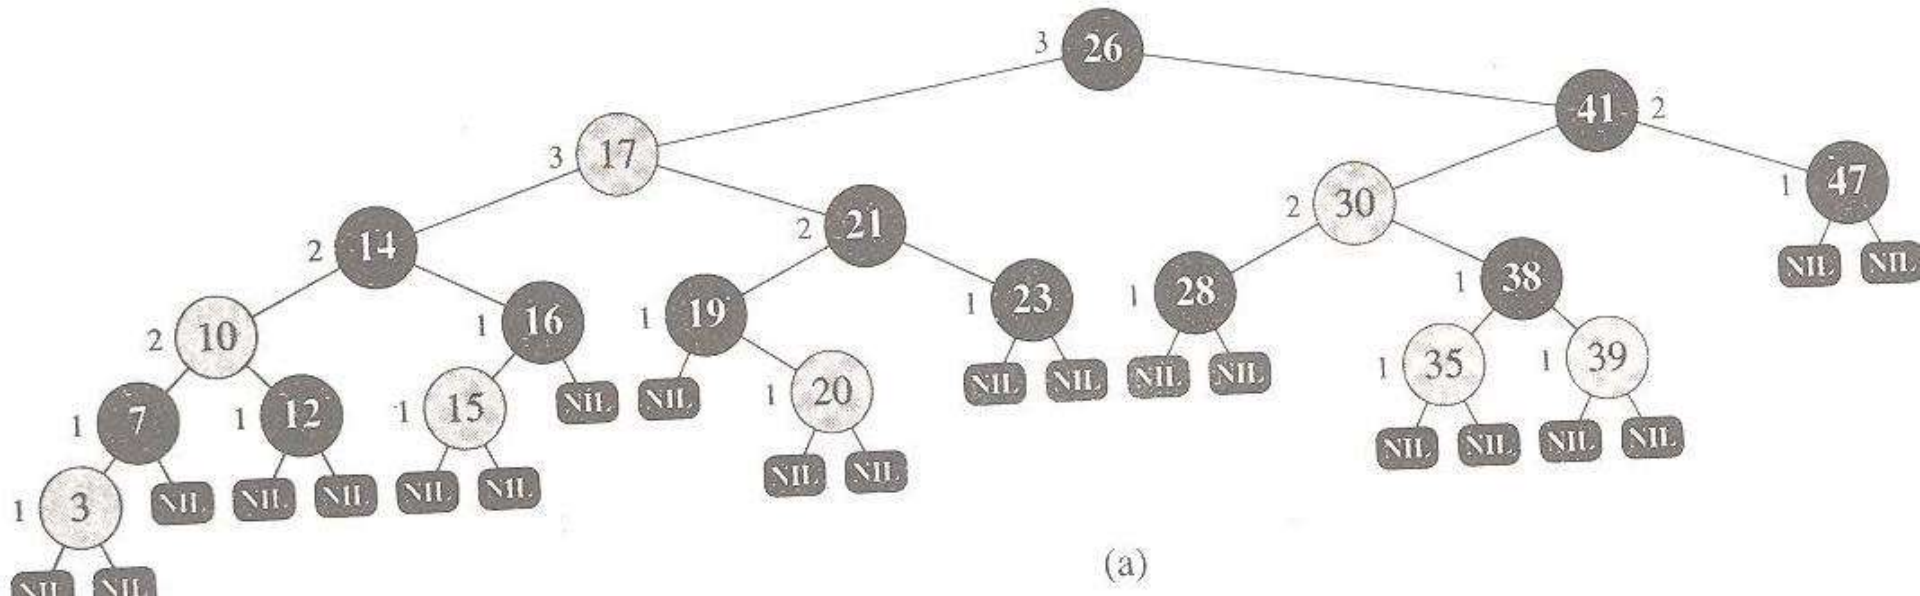 3 26
41 2
3 17
1 47
2 30
2 21
2 14
NIL NIL
1 38
1 28
1 23
1 19
1 16
2 10
1 35
1 39
NIL NIL
NIL NIL
1 20
NIL
NIL
1 15
1 12
1 7
NIL NIL
NIL NIL
NIL NIL
NIL NIL
NIL NIL
NIL
1 3
(a)
NIL NIL